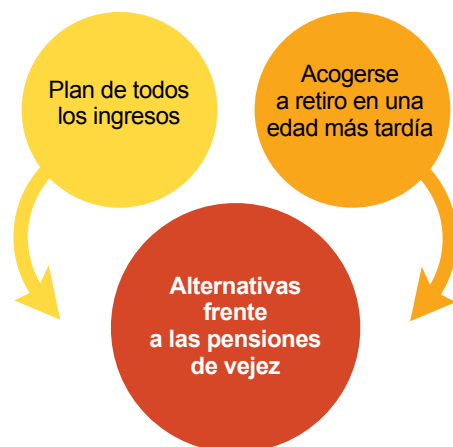 Plan de todos
los ingresos
Acogerse
a retiro en una
edad más tardía
Alternativas
frente
a las pensiones
de vejez